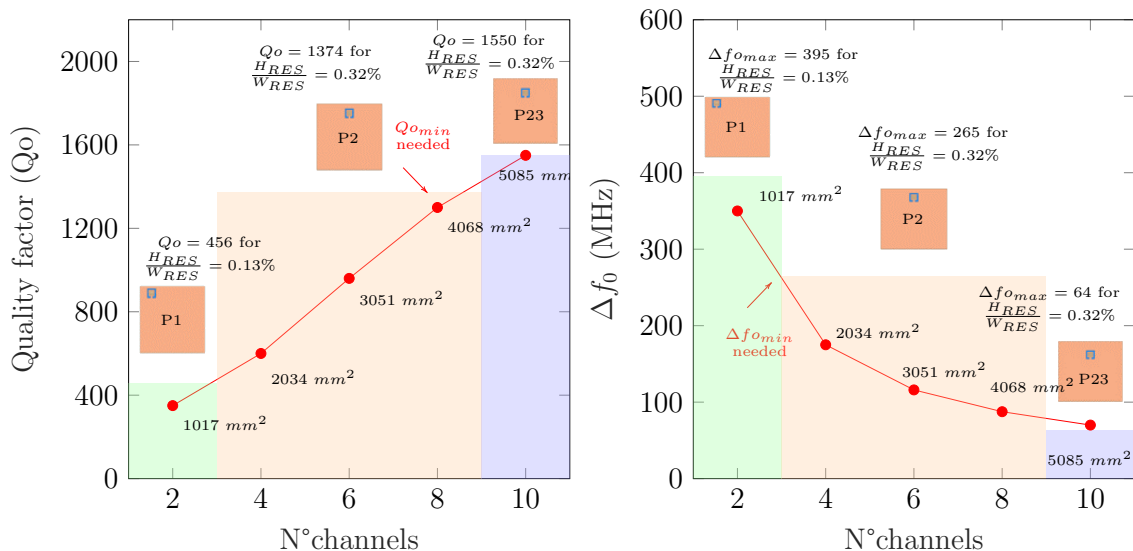 2000
1600
1200
800
400
0
Quality factor (Qo)
Qo = 1374 for
H_RES/W_RES = 0.32%
P2
Qo = 1550 for
H_RES/W_RES = 0.32%
P23
Qo_min
needed
5085 mm
4068 mm²
Qo = 456 for
H_RES/W_RES = 0.13%
P1
3051 mm²
2034 mm²
1017 mm²
2 4 6 8 10
N°channels
600
500
400
300
200
100
0
Δf₀ (MHz)
Δfo_max = 395 for
H_RES/W_RES = 0.13%
P1
Δfo_max = 265 for
H_RES/W_RES = 0.32%
P2
1017 mm²
Δfo_max = 64 for
H_RES/W_RES = 0.32%
P23
Δfo_min
needed
2034 mm²
3051 mm²
4068 mm²
5085 mm²
2 4 6 8 10
N°channels